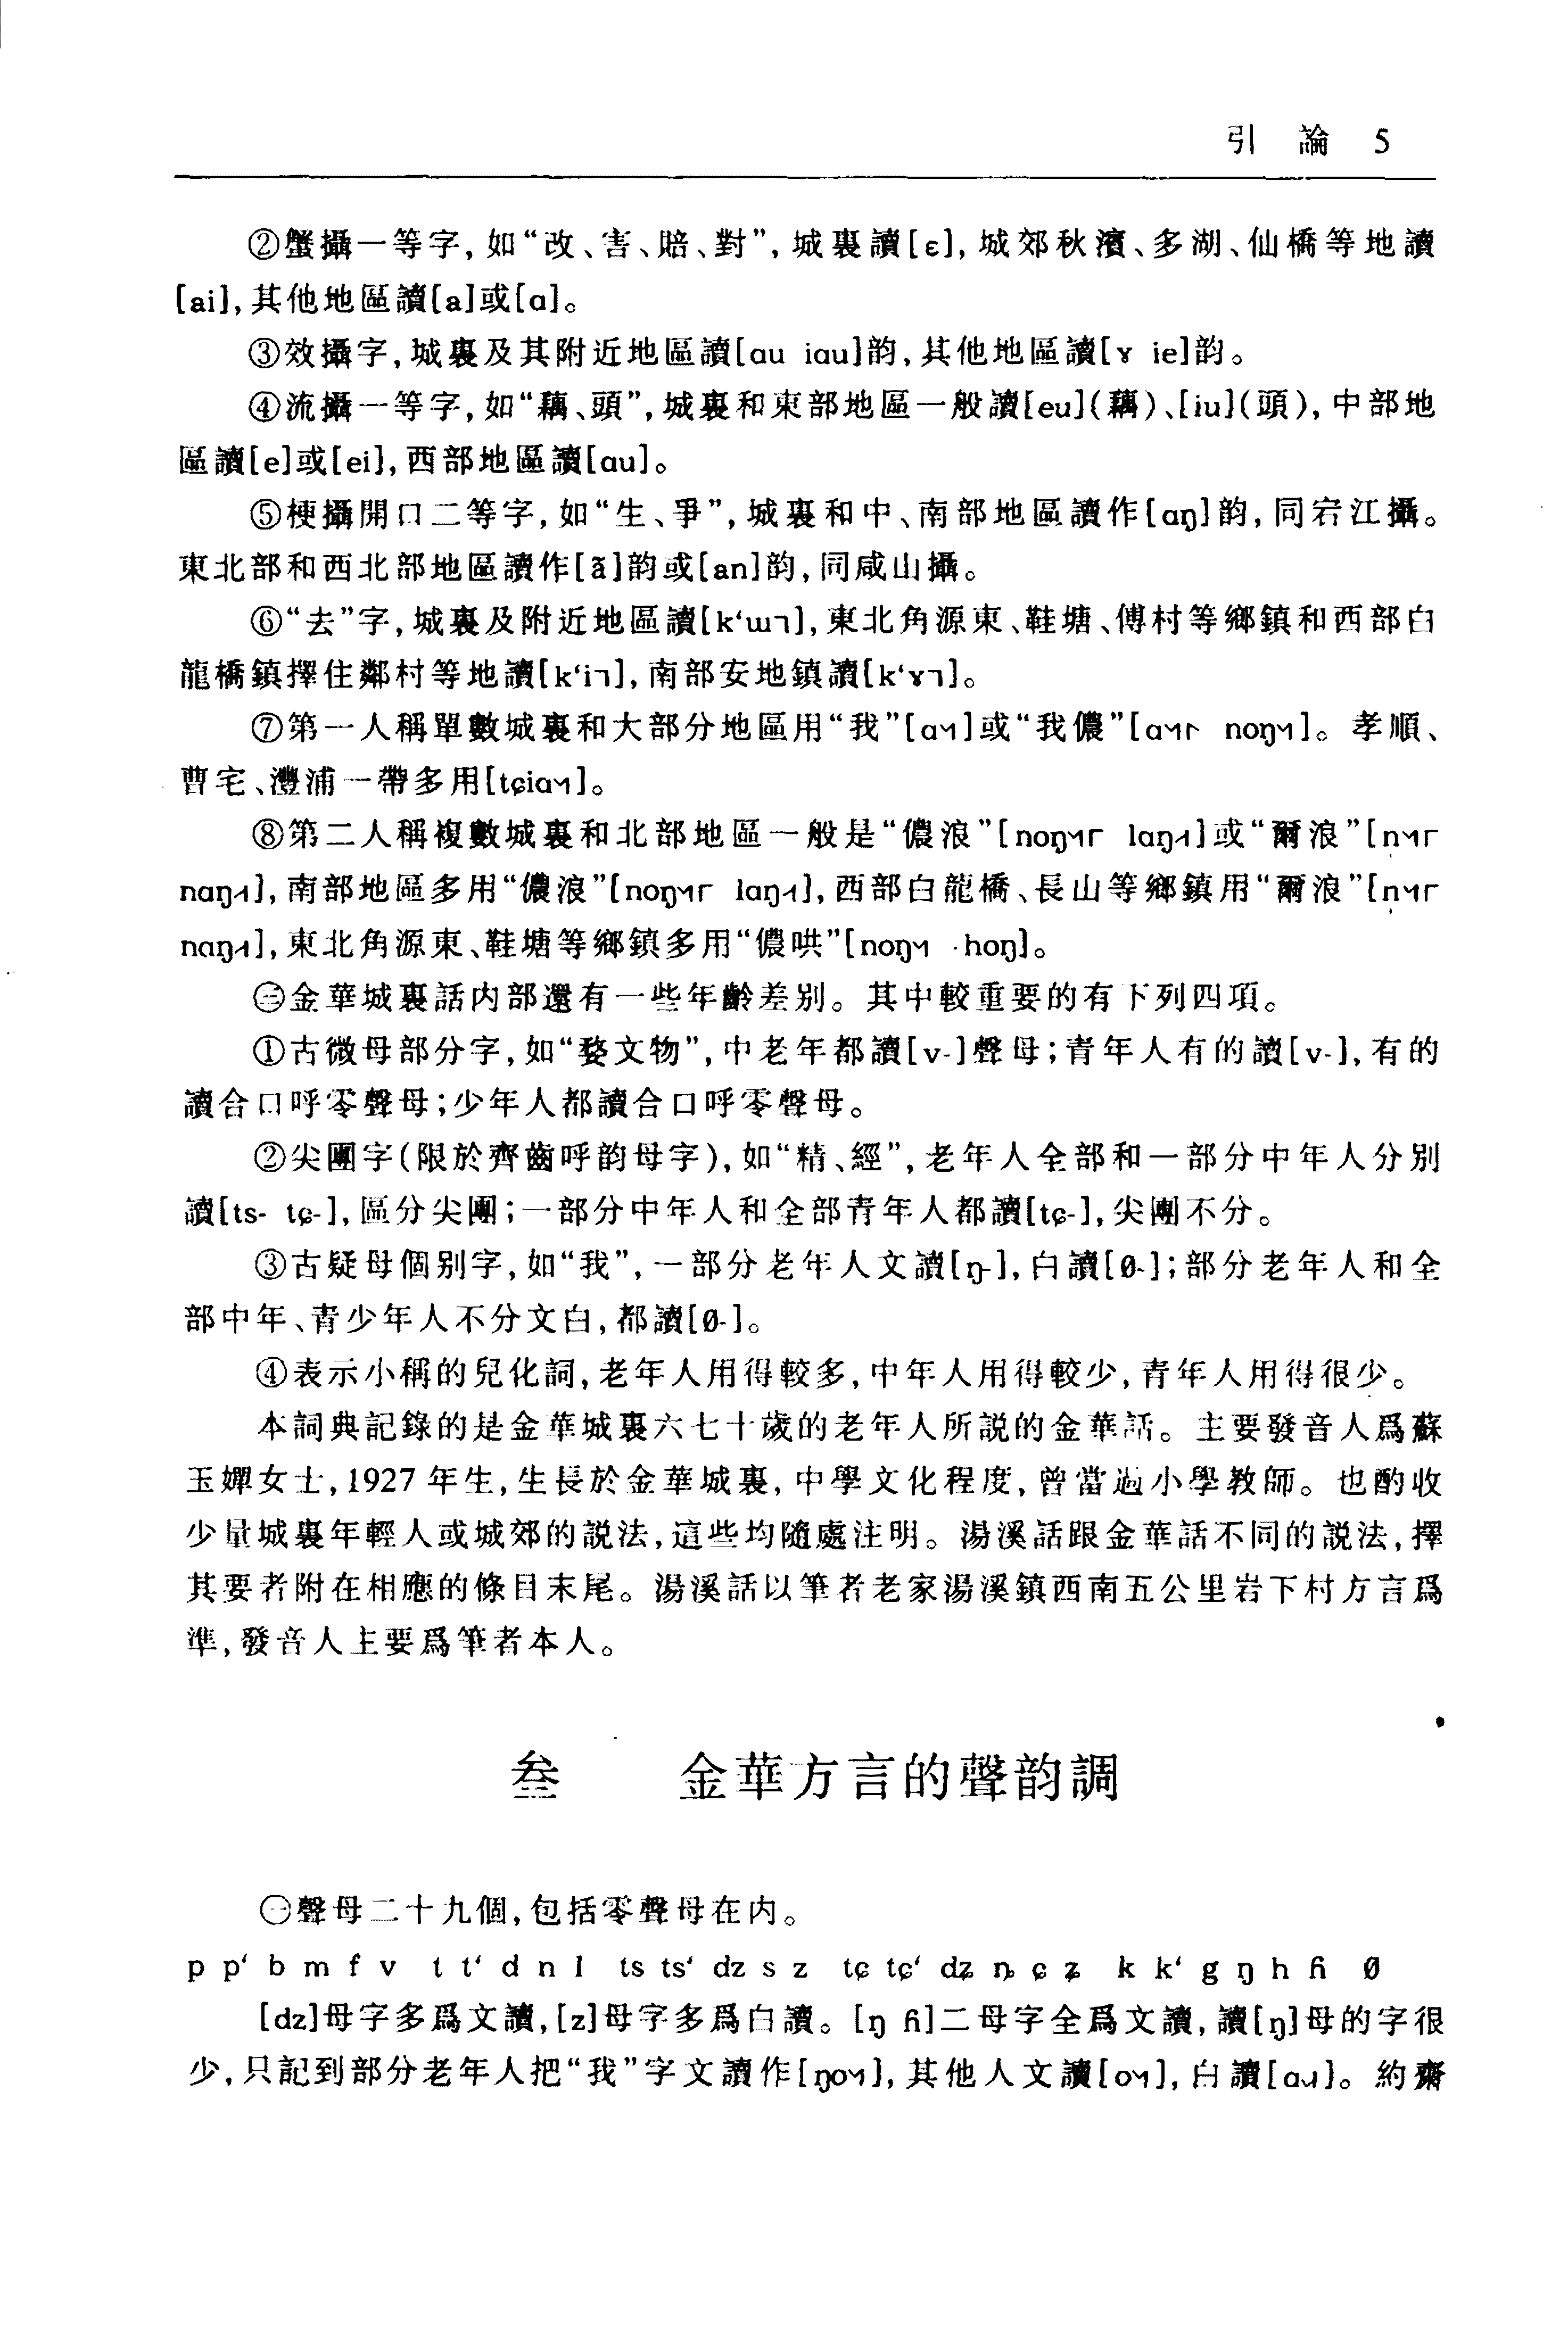 引 論 5
②蟹攝一等字,如“改、害、賠、對”,城裏讀[ɛ],城郊秋濱、多湖、仙橋等地讀
[ai],其他地區讀[a]或[ɑ]。
③效攝字,城裏及其附近地區讀[ɑu iɑu]韵,其他地區讀[ɤ ie]韵。
④流攝一等字,如“藕、頭”,城裏和東部地區一般讀[eu](藕)、[iu](頭),中部地
區讀[e]或[ei],西部地區讀[ɑu]。
⑤梗攝開口二等字,如“生、爭”,城裏和中、南部地區讀作[ɑŋ]韵,同宕江攝。
東北部和西北部地區讀作[ã]韵或[an]韵,同咸山攝。
⑥“去”字,城裏及附近地區讀[k‘ɯ˥],東北角源東、鞋塘、傅村等鄉鎮和西部白
龍橋鎮擇住鄰村等地讀[k‘i˥],南部安地鎮讀[k‘ɤ˥]。
⑦第一人稱單數城裏和大部分地區用“我”[ɑ]或“我儂”[ɑ noŋ]。孝順、
曹宅、灃浦一帶多用[tɕiɑ]。
⑧第二人稱複數城裏和北部地區一般是“儂浪”[noŋ lɑŋ]或“爾浪”[n̩
nɑŋ],南部地區多用“儂浪”[noŋ lɑŋ],西部白龍橋、長山等鄉鎮用“爾浪”[n̩
nɑŋ],東北角源東、鞋塘等鄉鎮多用“儂哄”[noŋ ·hoŋ]。
㊂金華城裏話内部還有一些年齡差别。其中較重要的有下列四項。
①古微母部分字,如“婺文物”,中老年都讀[v-]聲母;青年人有的讀[v-],有的
讀合口呼零聲母;少年人都讀合口呼零聲母。
②尖團字(限於齊齒呼韵母字),如“精、經”,老年人全部和一部分中年人分别
讀[ts- tɕ-],區分尖團;一部分中年人和全部青年人都讀[tɕ-],尖團不分。
③古疑母個别字,如“我”,一部分老年人文讀[ŋ-],白讀[ø-];部分老年人和全
部中年、青少年人不分文白,都讀[ø-]。
④表示小稱的兒化詞,老年人用得較多,中年人用得較少,青年人用得很少。
本詞典記錄的是金華城裏六七十歲的老年人所説的金華話。主要發音人爲蘇
玉嬋女士,1927年生,生長於金華城裏,中學文化程度,曾當過小學教師。也酌收
少量城裏年輕人或城郊的説法,這些均隨處注明。湯溪話跟金華話不同的説法,擇
其要者附在相應的條目末尾。湯溪話以筆者老家湯溪鎮西南五公里岩下村方言爲
準,發音人主要爲筆者本人。
叁 金華方言的聲韵調
㊀聲母二十九個,包括零聲母在内。
p p‘ b m f v t t‘ d n l ts ts‘ dz s z tɕ tɕ‘ dʑ ȵ ɕ ʑ k k‘ g ŋ h ɦ ø
[dz]母字多爲文讀,[z]母字多爲白讀。[ŋ ɦ]二母字全爲文讀,讀[ŋ]母的字很
少,只記到部分老年人把“我”字文讀作[ŋo],其他人文讀[o],白讀[ɑ]。約齋